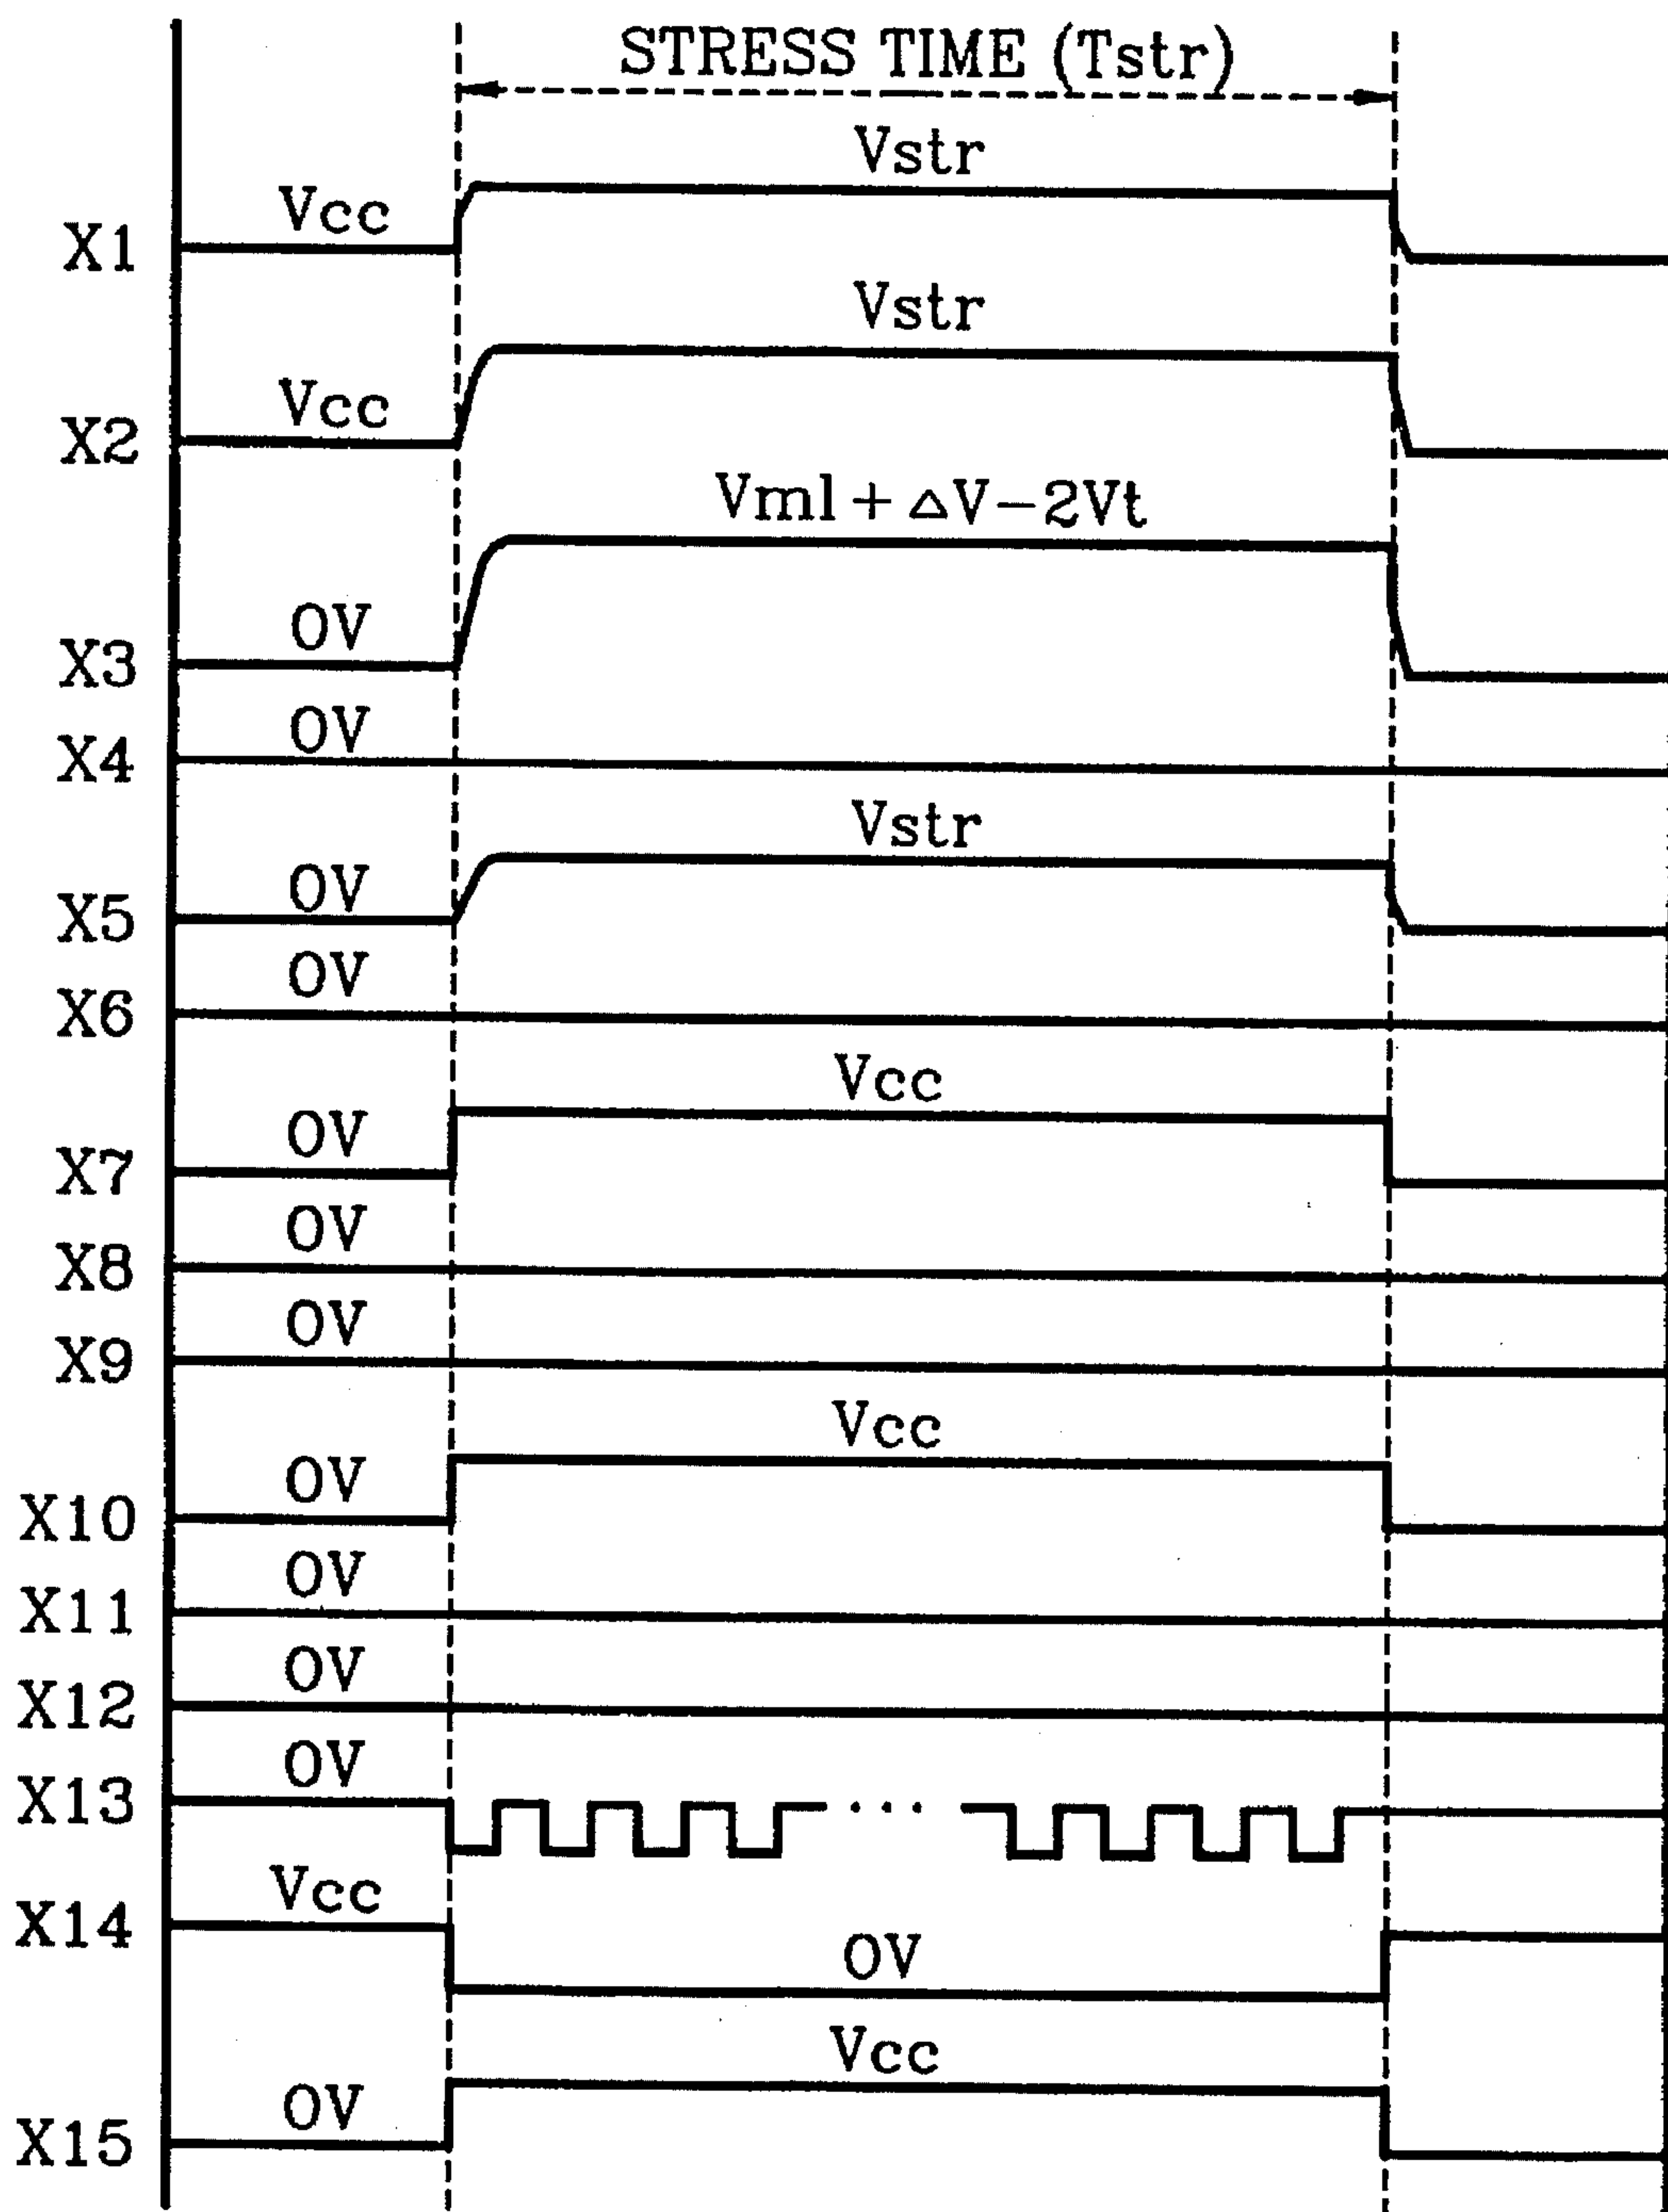 STRESS TIME (Tstr)
Vstr
Vcc
X1
Vstr
Vcc
X2
Vml + △V-2Vt
0V
X3
0V
X4
Vstr
0V
X5
0V
X6
Vcc
0V
X7
0V
X8
0V
X9
Vcc
0V
X10
0V
X11
0V
X12
0V
X13
...
Vcc
X14
0V
Vcc
0V
X15